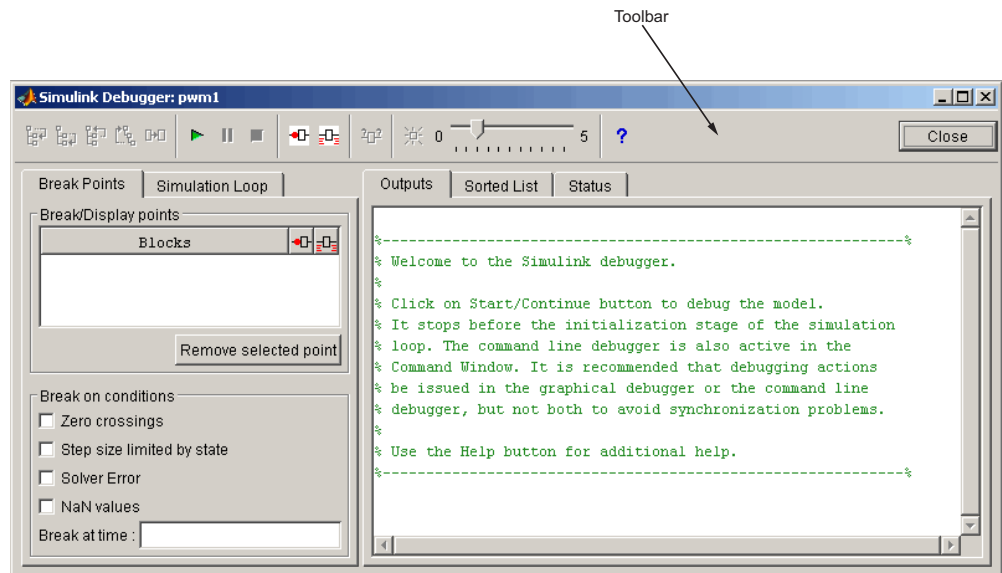 Toolbar
Simulink Debugger: pwm1
0
5
?
Close
Break Points
Simulation Loop
Break/Display points
Blocks
Remove selected point
Break on conditions
Zero crossings
Step size limited by state
Solver Error
NaN values
Break at time :
Outputs
Sorted List
Status
%-------------------------------------------------------------%
% Welcome to the Simulink debugger.
%
% Click on Start/Continue button to debug the model.
% It stops before the initialization stage of the simulation
% loop. The command line debugger is also active in the
% Command Window. It is recommended that debugging actions
% be issued in the graphical debugger or the command line
% debugger, but not both to avoid synchronization problems.
%
% Use the Help button for additional help.
%-------------------------------------------------------------%